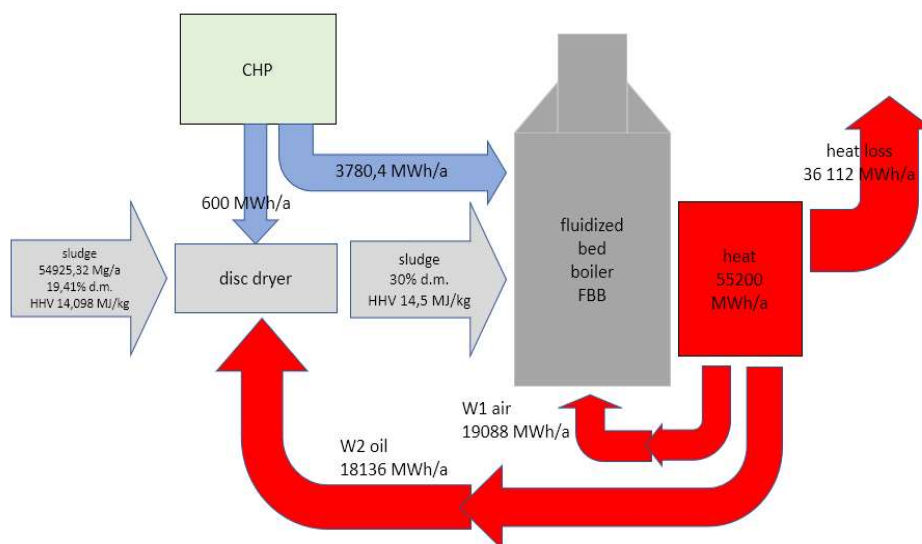 CHP
3780,4 MWh/a
600 MWh/a
heat loss
36 112 MWh/a
sludge
54925,32 Mg/a
19,41% d.m.
HHV 14,098 MJ/kg
disc dryer
sludge
30% d.m.
HHV 14,5 MJ/kg
fluidized
bed
boiler
FBB
heat
55200
MWh/a
W1 air
19088 MWh/a
W2 oil
18136 MWh/a